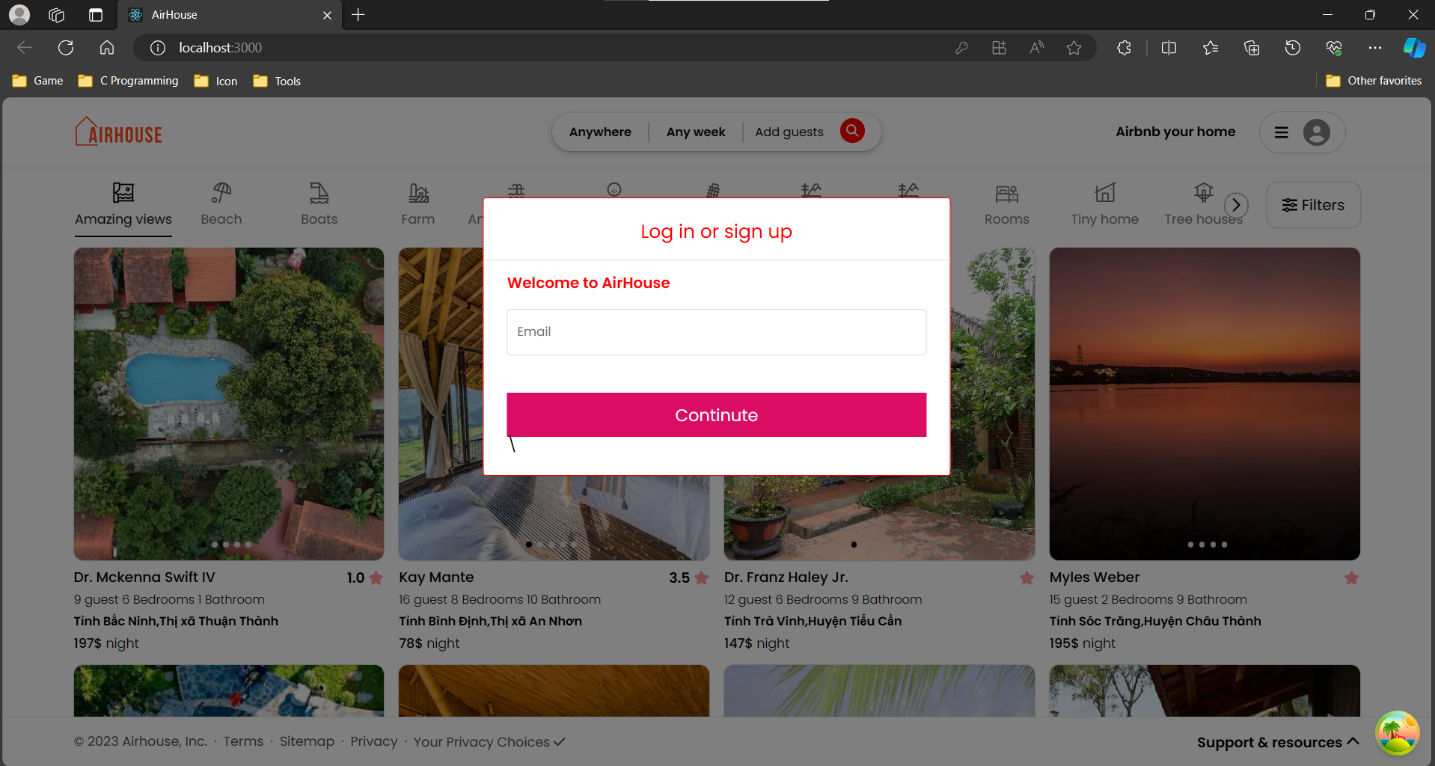 AirHouse
localhost:3000
Game
C Programming
Icon
Tools
Other favorites
AIRHOUSE
Anywhere
Any week
Add guests
Airbnb your home
Amazing views
Beach
Boats
Farm
Rooms
Tiny home
Tree houses
Filters
Log in or sign up
Welcome to AirHouse
Email
Continute
\
Dr. Mckenna Swift IV 1.0
9 guest 6 Bedrooms 1 Bathroom
Tỉnh Bắc Ninh,Thị xã Thuận Thành
197$ night
Kay Mante 3.5
16 guest 8 Bedrooms 10 Bathroom
Tỉnh Bình Định,Thị xã An Nhơn
78$ night
Dr. Franz Haley Jr.
12 guest 6 Bedrooms 9 Bathroom
Tỉnh Trà Vinh,Huyện Tiểu Cần
147$ night
Myles Weber
15 guest 2 Bedrooms 9 Bathroom
Tỉnh Sóc Trăng,Huyện Châu Thành
195$ night
© 2023 Airhouse, Inc. · Terms · Sitemap · Privacy · Your Privacy Choices
Support & resources